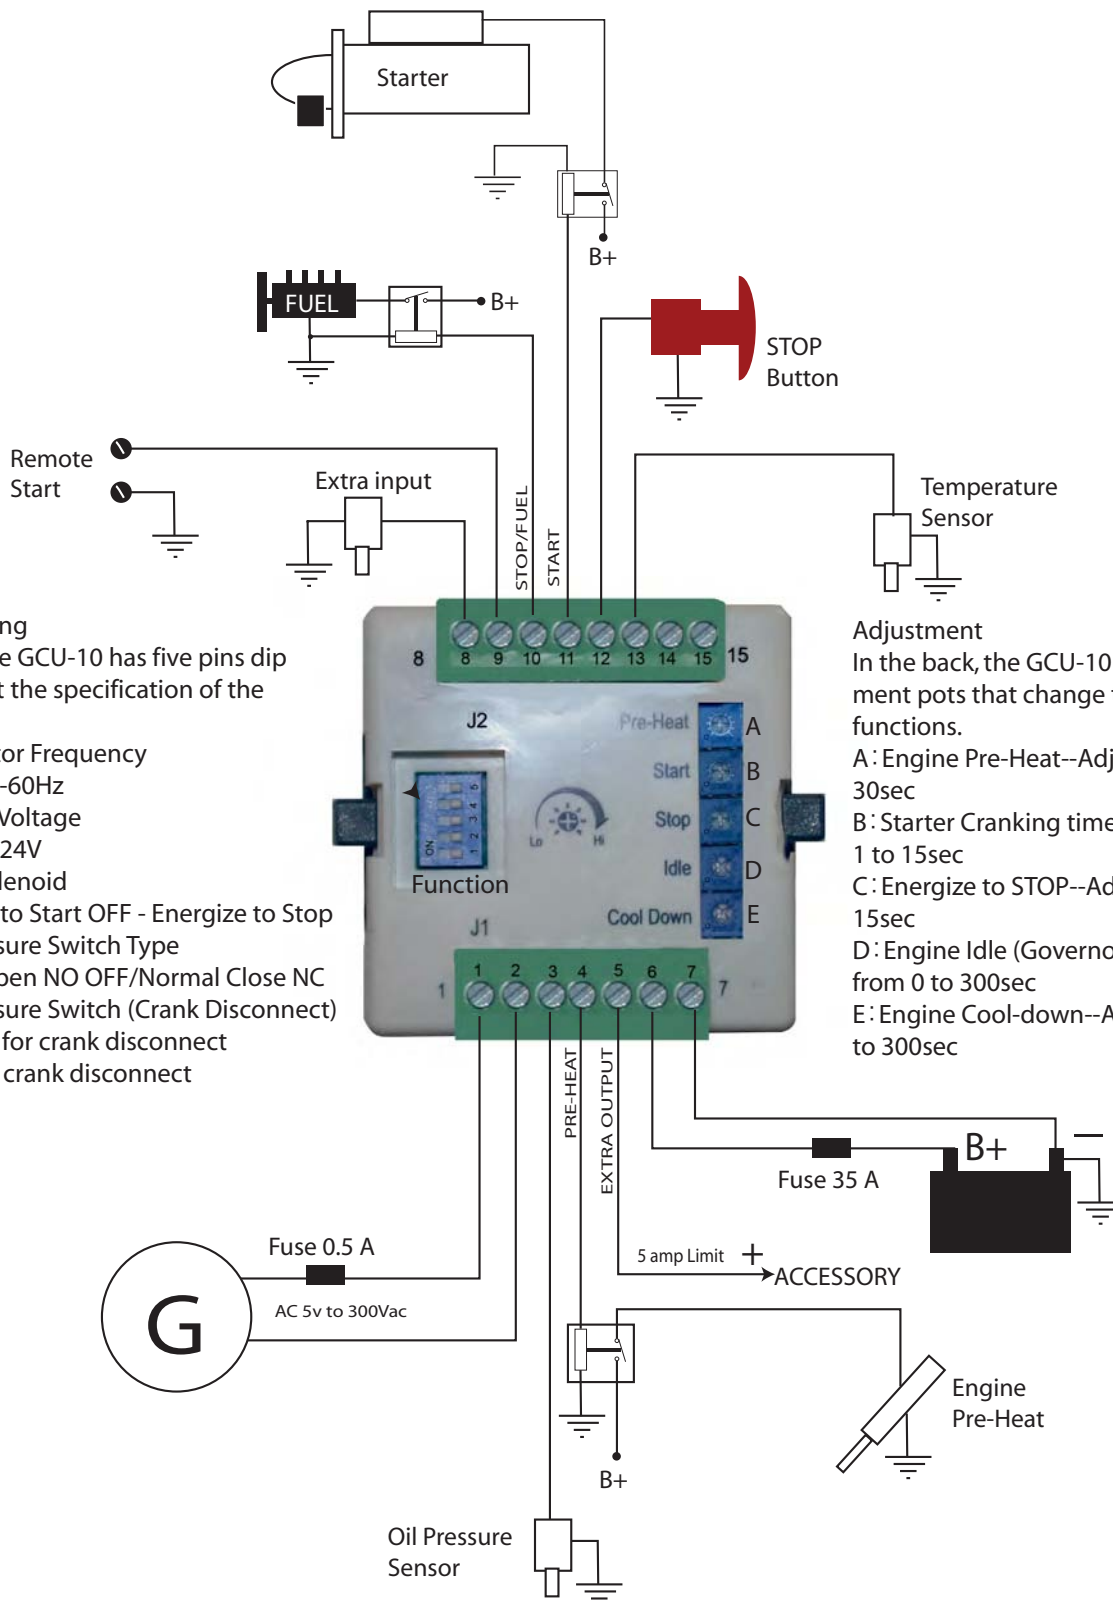 Starter
B+
FUEL
B+
STOP
Button
Remote
Start
Extra input
STOP/FUEL
START
Temperature
Sensor
8 8 9 10 11 12 13 14 15 15
ing
e GCU-10 has five pins dip
t the specification of the
tor Frequency
-60Hz
Voltage
24V
lenoid
to Start OFF - Energize to Stop
sure Switch Type
pen NO OFF/Normal Close NC
sure Switch (Crank Disconnect)
for crank disconnect
crank disconnect
J2
ON
1 2 3 4 5
Function
Lo Hi
Pre-Heat A
Start B
Stop C
Idle D
Cool Down E
J1
1 1 2 3 4 5 6 7 7
Adjustment
In the back, the GCU-10
ment pots that change t
functions.
A:Engine Pre-Heat--Adj
30sec
B:Starter Cranking time
1 to 15sec
C:Energize to STOP--Ad
15sec
D:Engine Idle (Governo
from 0 to 300sec
E:Engine Cool-down--A
to 300sec
PRE-HEAT
EXTRA OUTPUT
B+ —
Fuse 35 A
Fuse 0.5 A
G
AC 5v to 300Vac
5 amp Limit +
ACCESSORY
Engine
Pre-Heat
B+
Oil Pressure
Sensor